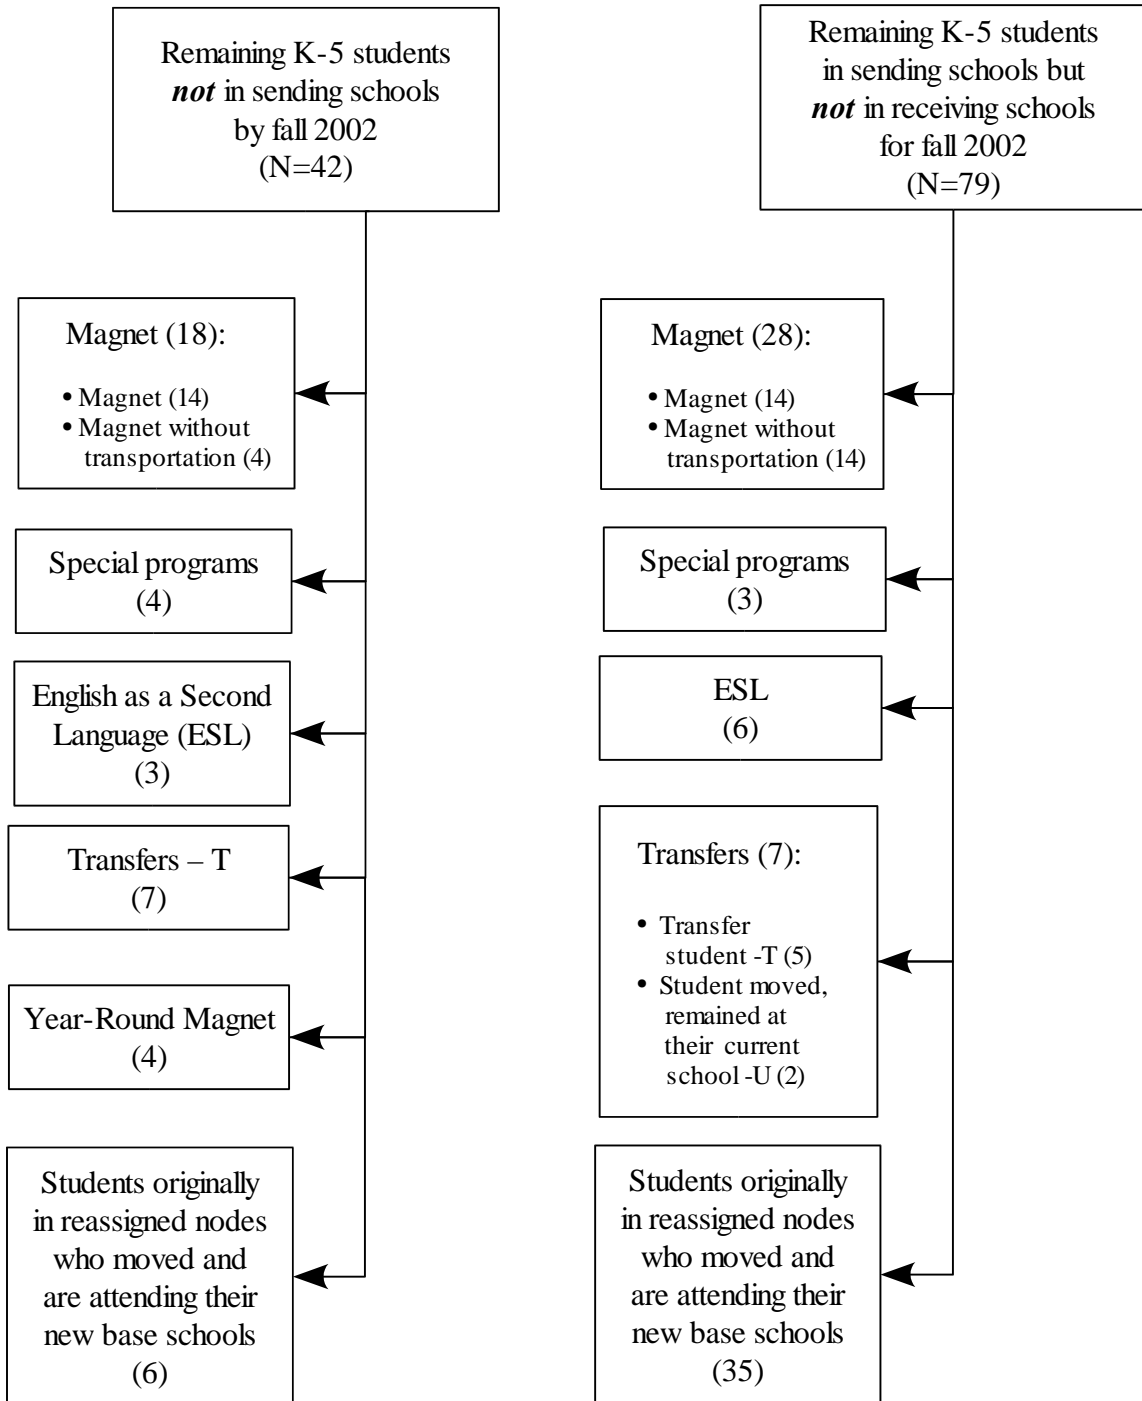 Remaining K-5 students
not in sending schools
by fall 2002
(N=42)
Magnet (18):
• Magnet (14)
• Magnet without
transportation (4)
Special programs
(4)
English as a Second
Language (ESL)
(3)
Transfers – T
(7)
Year-Round Magnet
(4)
Students originally
in reassigned nodes
who moved and
are attending their
new base schools
(6)
Remaining K-5 students
in sending schools but
not in receiving schools
for fall 2002
(N=79)
Magnet (28):
• Magnet (14)
• Magnet without
transportation (14)
Special programs
(3)
ESL
(6)
Transfers (7):
• Transfer
student -T (5)
• Student moved,
remained at
their current
school -U (2)
Students originally
in reassigned nodes
who moved and
are attending their
new base schools
(35)